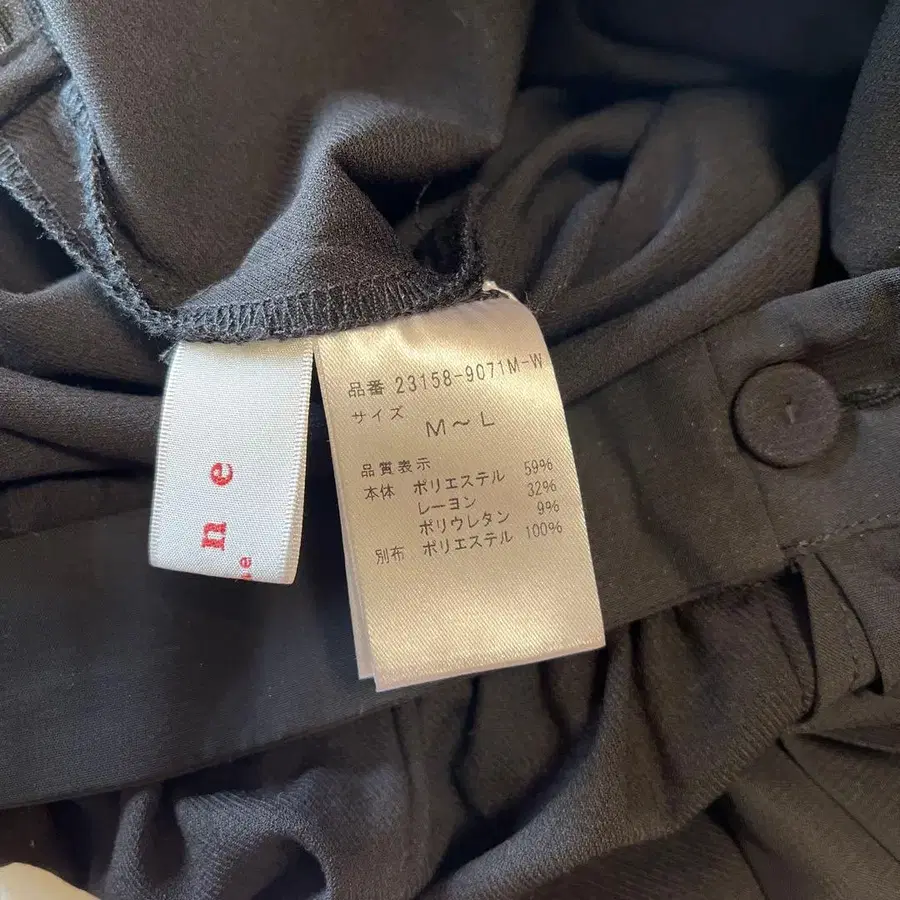 n e
品番 23158-9071M-W
サイズ
M～L
品質表示
本体 ポリエステル 59%
レーヨン 32%
ポリウレタン 9%
別布 ポリエステル 100%